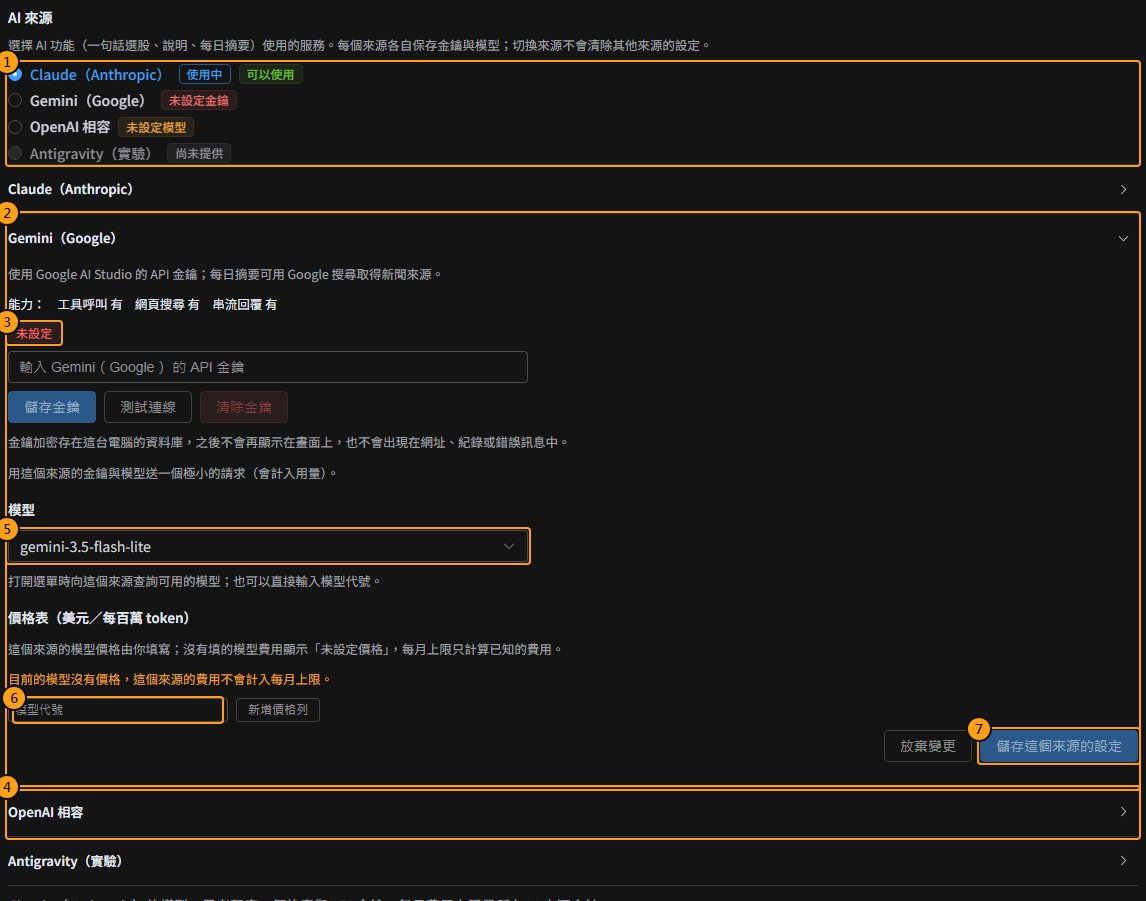 AI 來源
選擇 AI 功能（一句話選股、說明、每日摘要）使用的服務。每個來源各自保存金鑰與模型；切換來源不會清除其他來源的設定。
1
Claude（Anthropic） 使用中 可以使用
Gemini（Google） 未設定金鑰
OpenAI 相容 未設定模型
Antigravity（實驗） 尚未提供
Claude（Anthropic）
2
Gemini（Google）
使用 Google AI Studio 的 API 金鑰；每日摘要可用 Google 搜尋取得新聞來源。
能力： 工具呼叫 有 網頁搜尋 有 串流回覆 有
3
未設定
輸入 Gemini（Google） 的 API 金鑰
儲存金鑰 測試連線 清除金鑰
金鑰加密存在這台電腦的資料庫，之後不會再顯示在畫面上，也不會出現在網址、紀錄或錯誤訊息中。
用這個來源的金鑰與模型送一個極小的請求（會計入用量）。
模型
5
gemini-3.5-flash-lite
打開選單時向這個來源查詢可用的模型；也可以直接輸入模型代號。
價格表（美元／每百萬 token）
這個來源的模型價格由你填寫；沒有填的模型費用顯示「未設定價格」，每月上限只計算已知的費用。
目前的模型沒有價格，這個來源的費用不會計入每月上限。
6
模型代號 新增價格列
7
放棄變更 儲存這個來源的設定
4
OpenAI 相容
Antigravity（實驗）